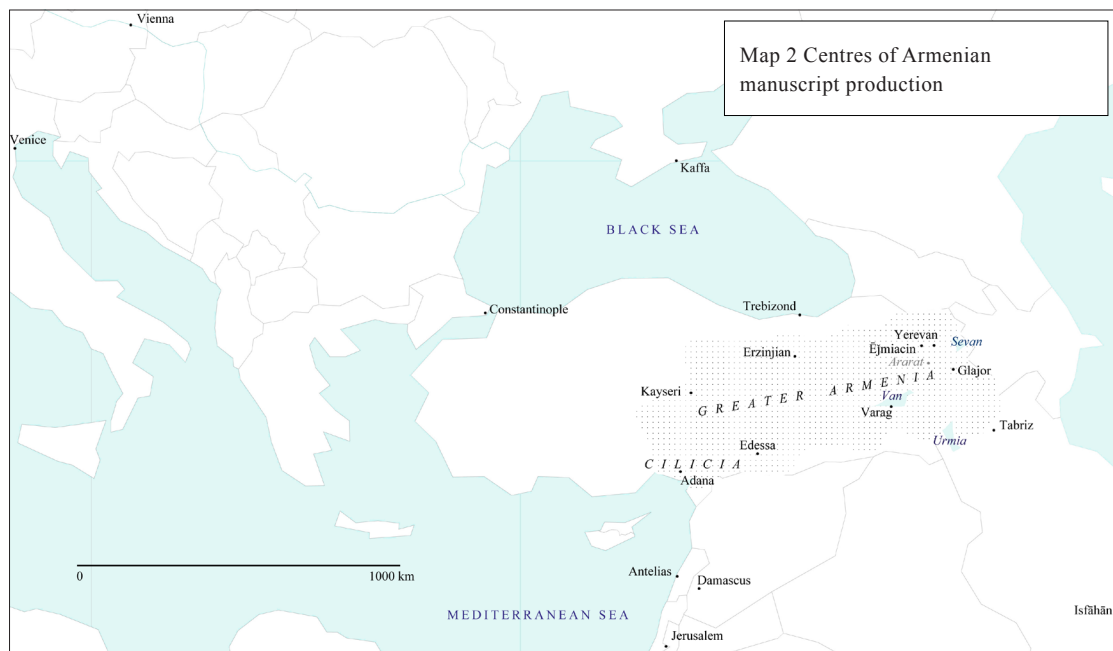 Vienna
Map 2 Centres of Armenian
manuscript production
Venice
Kaffa
BLACK SEA
Constantinople
Trebizond
Yerevan
Sevan
Erzinjian
Ēǰmiacin
Ararat
Glajor
Kayseri
GREATER ARMENIA
Van
Varag
Tabriz
Urmia
Edessa
CILICIA
Adana
0
1000 km
Antelias
Damascus
Isfāhān
MEDITERRANEAN SEA
Jerusalem